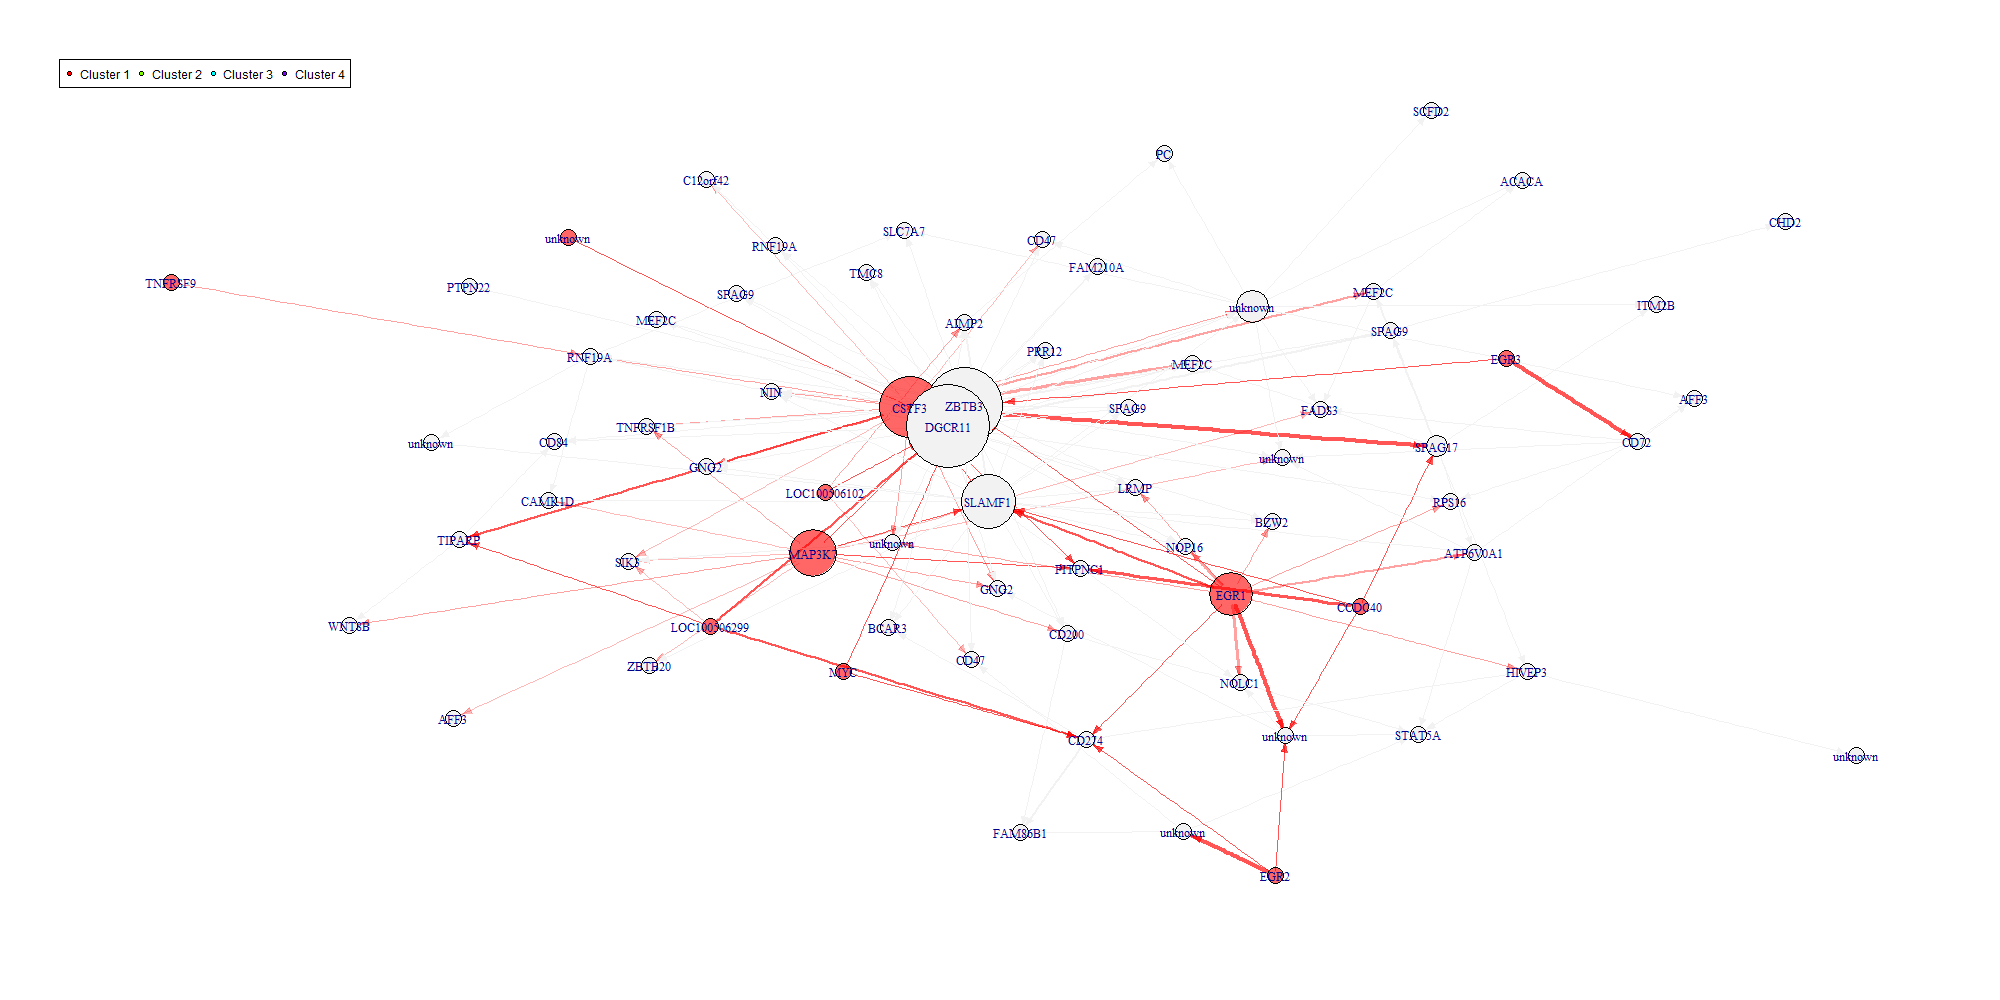 Cluster 1 Cluster 2 Cluster 3 Cluster 4
SCFD2
PC
C12orf42
ACACA
CHD2
SLC7A7
unknown
CD47
RNF19A
FAM210A
TMC8
TNFRSF9
PTPN22
SPAG9
MEF2C
ITM2B
unknown
MEF2C
AIMP2
SPAG9
PRR12
RNF19A
EGR3
MEF2C
NIN
AFF3
CSTF3
ZBTB3
SPAG9
FADS3
TNFRSF1B
DGCR11
unknown
CD84
CD72
SPAG17
unknown
GNG2
LRMP
LOC100506102
CAMK1D
SLAMF1
RPS16
BZW2
TIPARP
unknown
NOP16
MAP3K7
ATP6V0A1
SIK3
PITPNC1
GNG2
EGR1
CCDC40
WNT8B
LOC100506299
BCAR3
CD200
CD47
ZBTB20
MYC
HIVEP3
NOLC1
AFF3
unknown
STAT5A
CD274
unknown
FAM86B1
unknown
EGR2